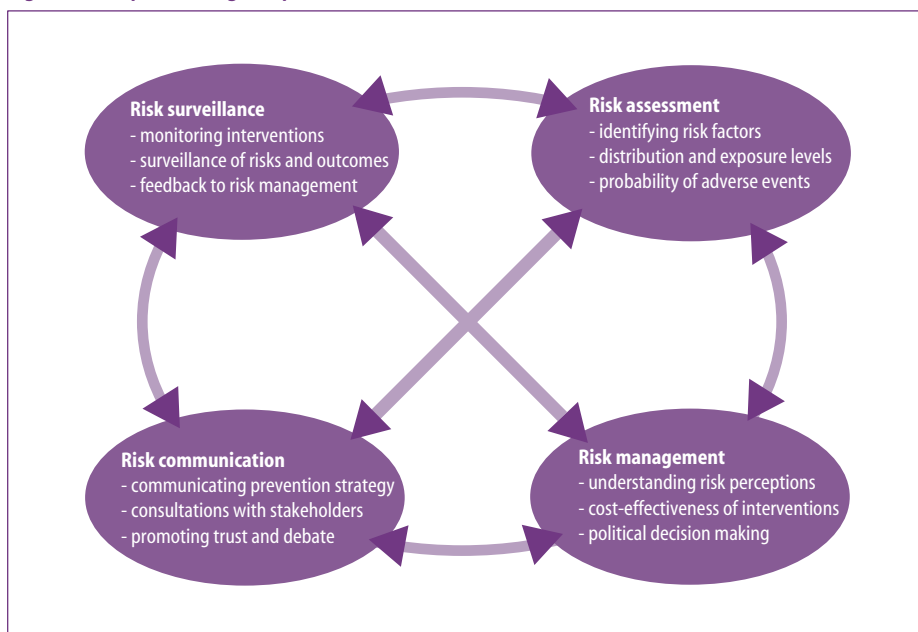 Risk surveillance
- monitoring interventions
- surveillance of risks and outcomes
- feedback to risk management
Risk assessment
- identifying risk factors
- distribution and exposure levels
- probability of adverse events
Risk communication
- communicating prevention strategy
- consultations with stakeholders
- promoting trust and debate
Risk management
- understanding risk perceptions
- cost-effectiveness of interventions
- political decision making